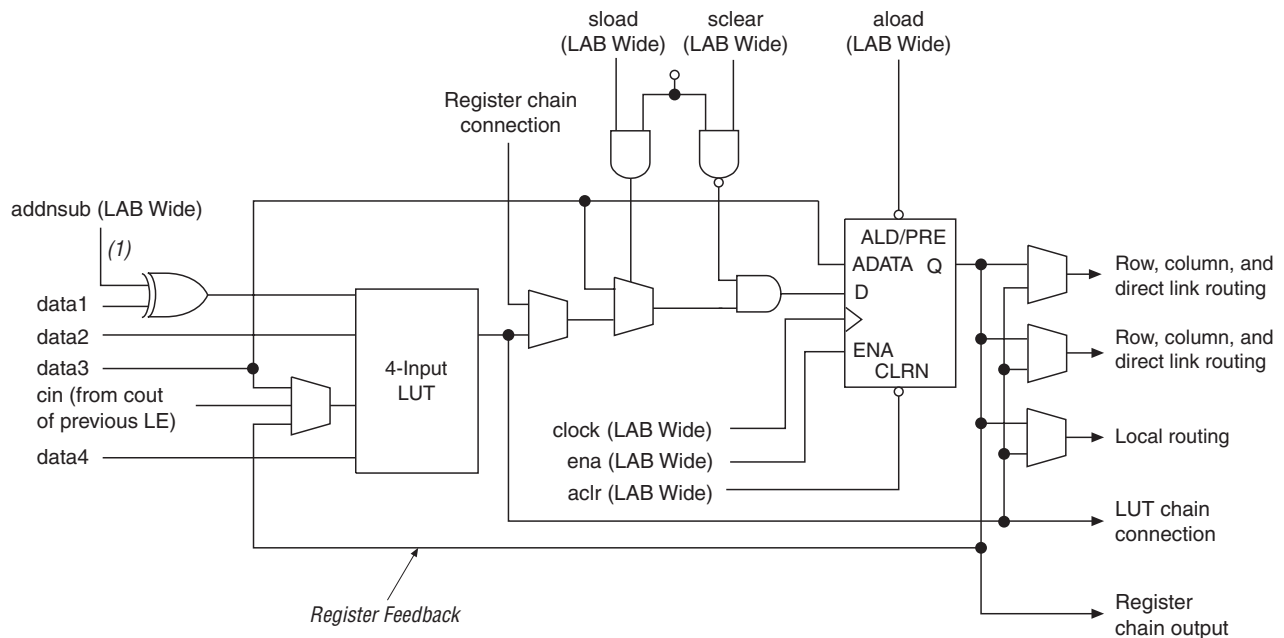 sload
(LAB Wide)
sclear
(LAB Wide)
aload
(LAB Wide)
Register chain
connection
addnsub (LAB Wide)
(1)
data1
data2
data3
cin (from cout
of previous LE)
data4
4-Input
LUT
ALD/PRE
ADATA Q
D
ENA
CLRN
clock (LAB Wide)
ena (LAB Wide)
aclr (LAB Wide)
Row, column, and
direct link routing
Row, column, and
direct link routing
Local routing
LUT chain
connection
Register
chain output
Register Feedback